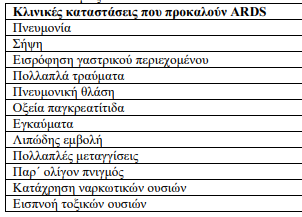 Κλινικές καταστάσεις που προκαλούν ARDS
Πνευμονία
Σήψη
Εισρόφηση γαστρικού περιεχομένου
Πολλαπλά τραύματα
Πνευμονική θλάση
Οξεία παγκρεατίτιδα
Εγκαύματα
Λιπώδης εμβολή
Πολλαπλές μεταγγίσεις
Παρ΄ ολίγον πνιγμός
Κατάχρηση ναρκωτικών ουσιών
Εισπνοή τοξικών ουσιών